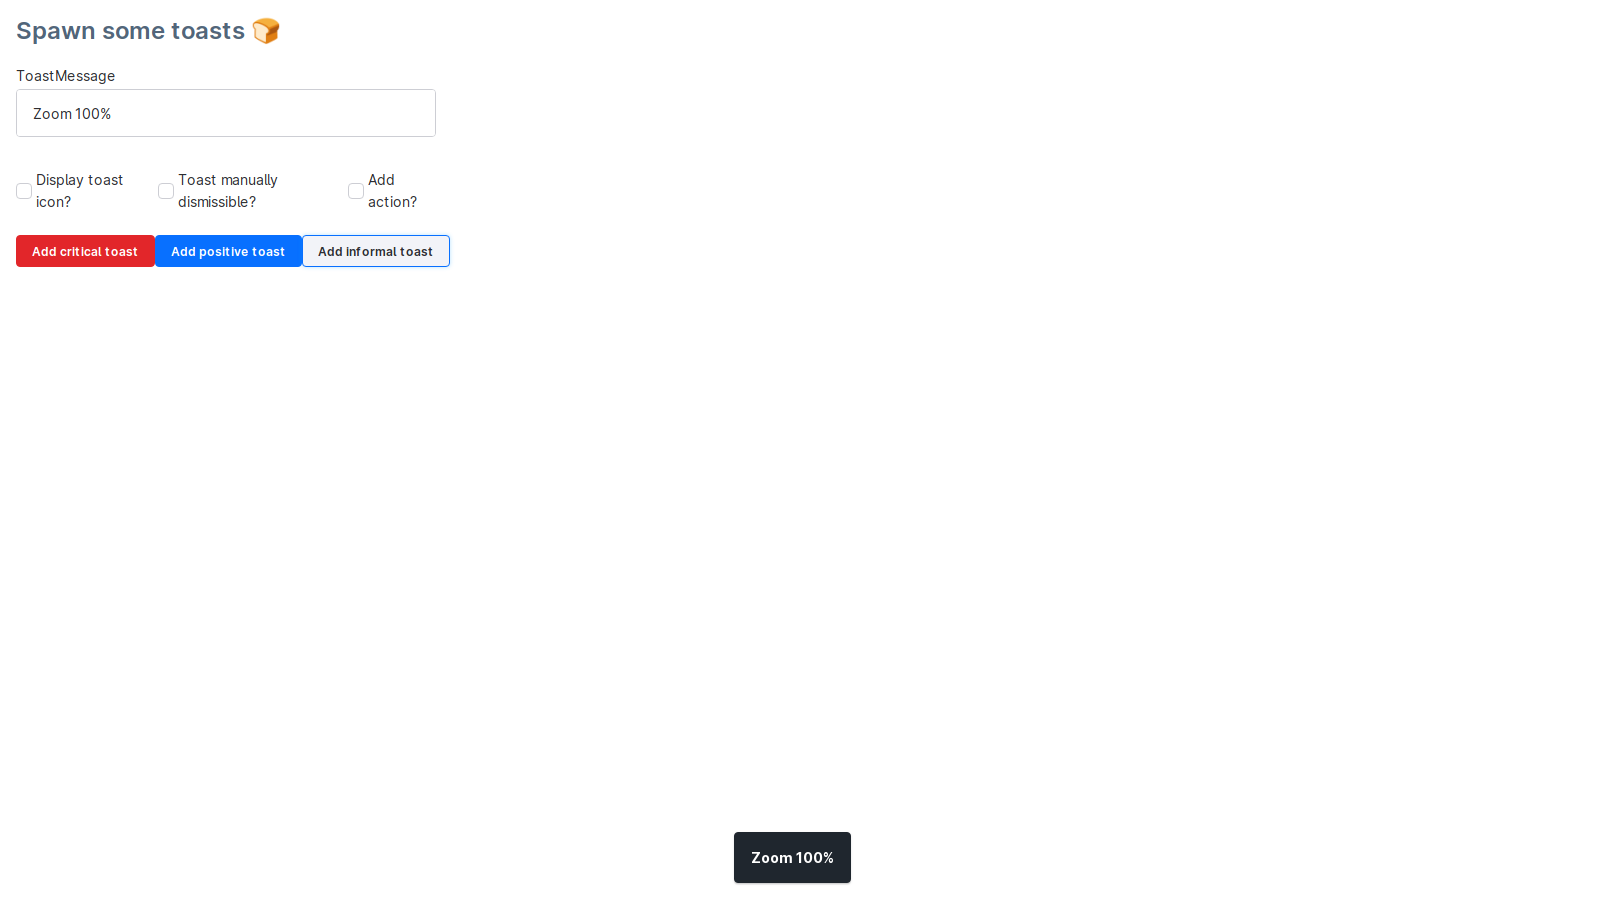 Spawn some toasts 🍞
ToastMessage
Zoom 100%
Display toast
icon?
Toast manually
dismissible?
Add
action?
Add critical toast
Add positive toast
Add informal toast
Zoom 100%